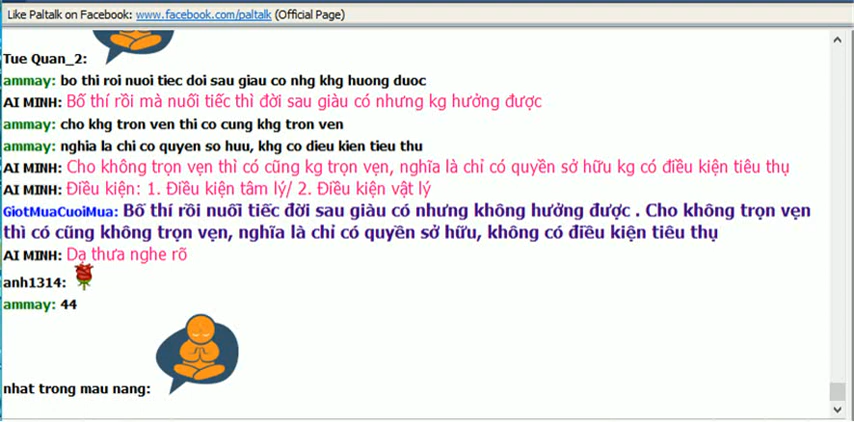 Like Paltalk on Facebook: www.facebook.com/paltalk (Official Page)
Tue Quan_2:
ammay: bo thi roi nuoi tiec doi sau giau co nhg khg huong duoc
AI MINH: Bố thí rồi mà nuối tiếc thì đời sau giàu có nhưng kg hưởng được
ammay: cho khg tron ven thi co cung khg tron ven
ammay: nghia la chi co quyen so huu, khg co dieu kien tieu thu
AI MINH: Cho không trọn vẹn thì có cũng kg trọn vẹn, nghĩa là chỉ có quyền sở hữu kg có điều kiện tiêu thụ
AI MINH: Điều kiện: 1. Điều kiện tâm lý/ 2. Điều kiện vật lý
GiotMuaCuoiMua: Bố thí rồi nuối tiếc đời sau giàu có nhưng không hưởng được . Cho không trọn vẹn
thì có cũng không trọn vẹn, nghĩa là chỉ có quyền sở hữu, không có điều kiện tiêu thụ
AI MINH: Dạ thưa nghe rõ
anh1314:
ammay: 44
nhat trong mau nang: